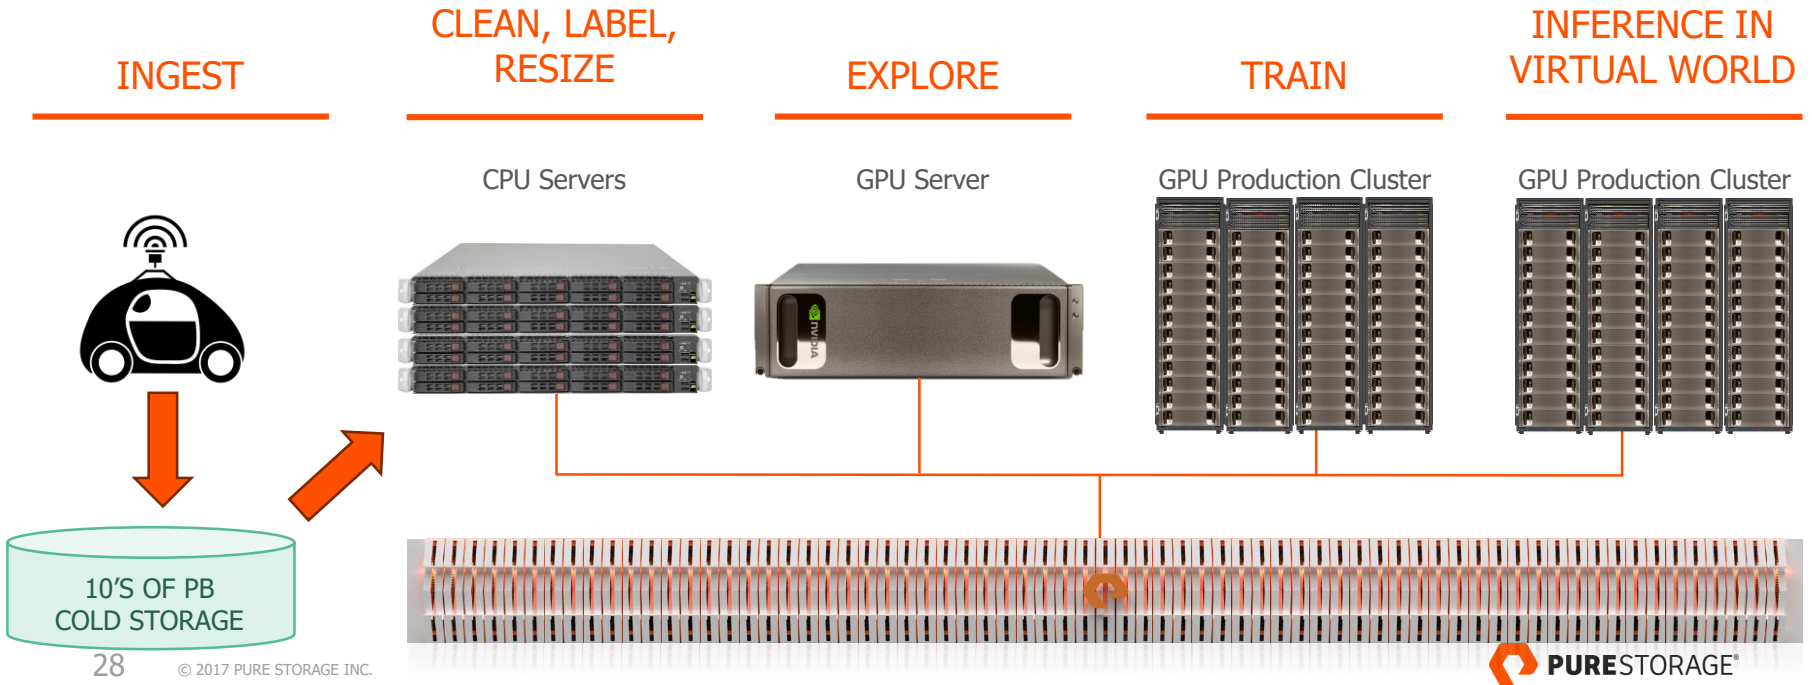 INGEST
CLEAN, LABEL,
RESIZE
EXPLORE
TRAIN
INFERENCE IN
VIRTUAL WORLD
CPU Servers
GPU Server
GPU Production Cluster
GPU Production Cluster
NVIDIA
10'S OF PB
COLD STORAGE
28
© 2017 PURE STORAGE INC.
PURESTORAGE®